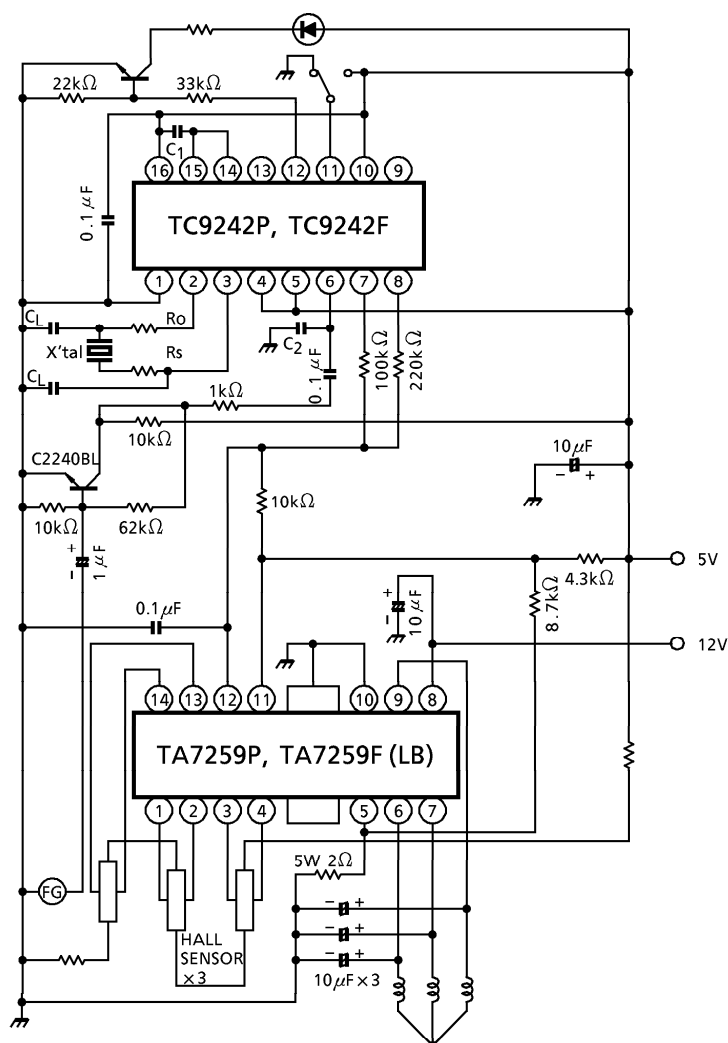 22kΩ
33kΩ
C1
16
15
14
13
12
11
10
9
0.1μF
TC9242P, TC9242F
1
2
3
4
5
6
7
8
CL
Ro
X'tal
Rs
CL
C2
0.1μF
100kΩ
220kΩ
1kΩ
10kΩ
C2240BL
10μF
− +
10kΩ
62kΩ
10kΩ
+
−
1μF
5V
4.3kΩ
8.7kΩ
0.1μF
+
−
10μF
12V
14
13
12
11
10
9
8
TA7259P, TA7259F (LB)
1
2
3
4
5
6
7
5W 2Ω
FG
− +
− +
− +
HALL
SENSOR
×3
10μF×3